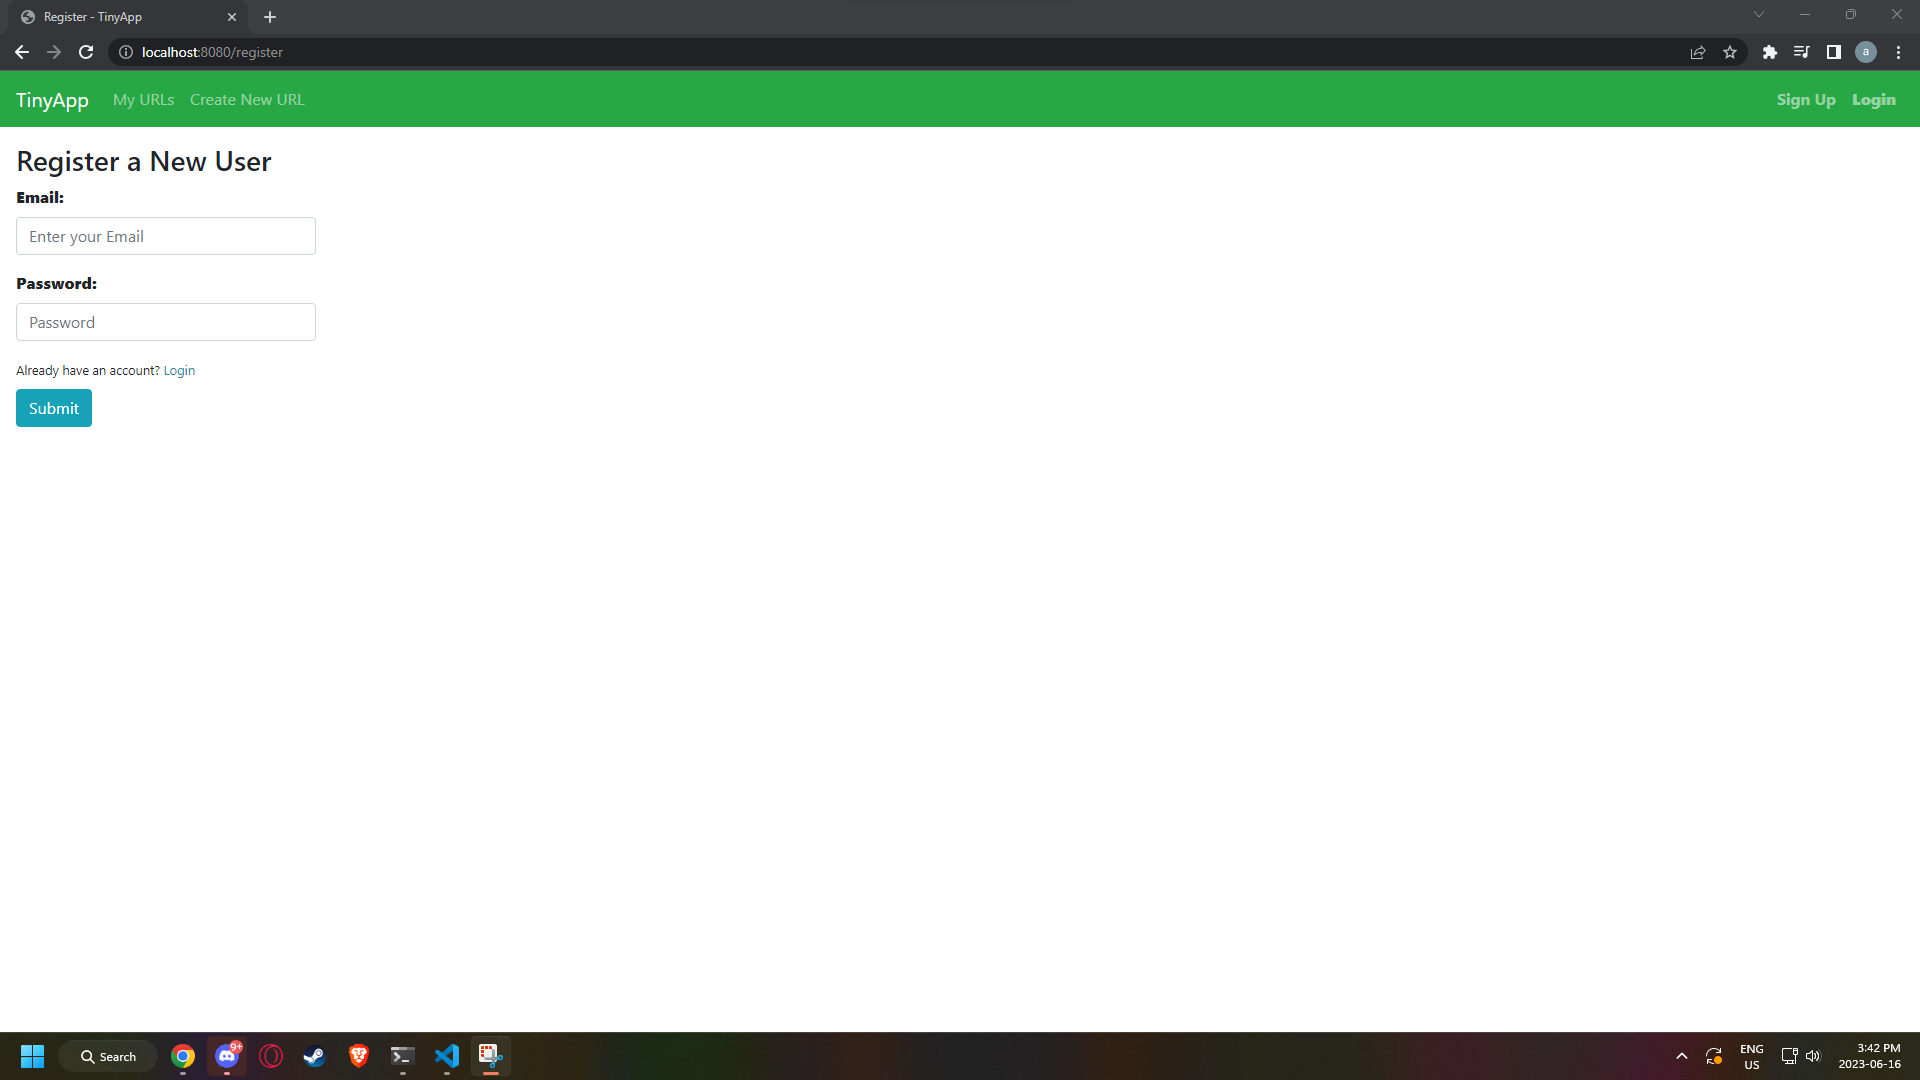 Register - TinyApp
localhost:8080/register
a
TinyApp My URLs Create New URL Sign Up Login
Register a New User
Email:
Enter your Email
Password:
Password
Already have an account? Login
Submit
Search
9+
ENG
US
3:42 PM
2023-06-16